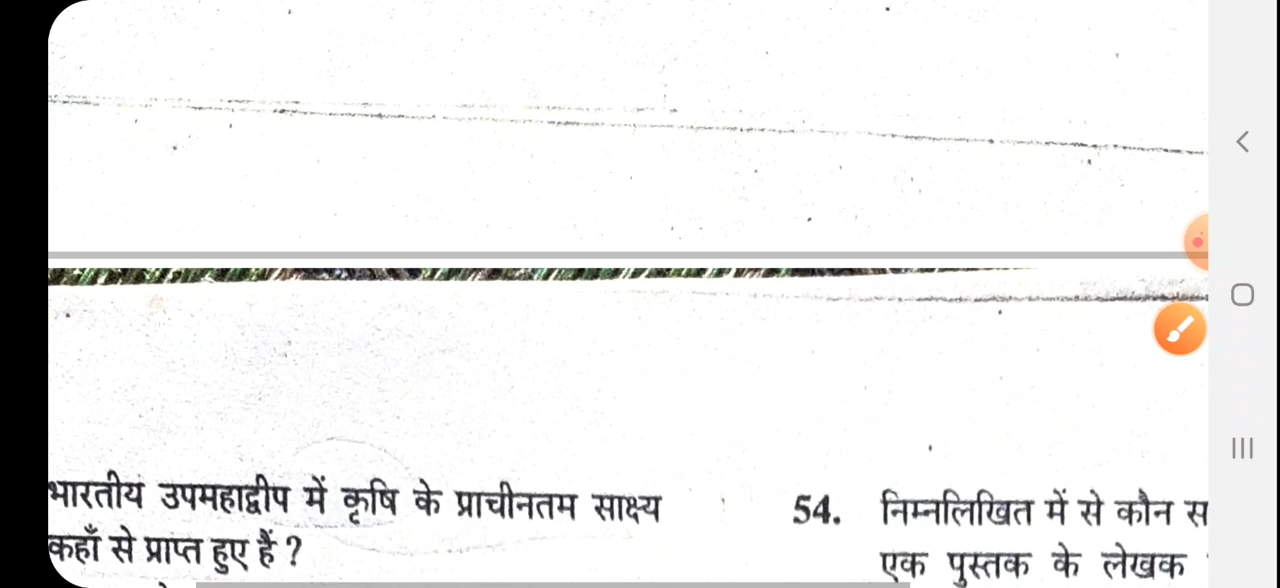 भारतीय उपमहाद्वीप में कृषि के प्राचीनतम साक्ष्य
कहाँ से प्राप्त हुए हैं ?
54. निम्नलिखित में से कौन
एक पुस्तक के लेखक